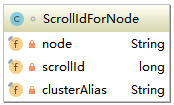 C ScrollIdForNode
f node String
f scrollId long
f clusterAlias String